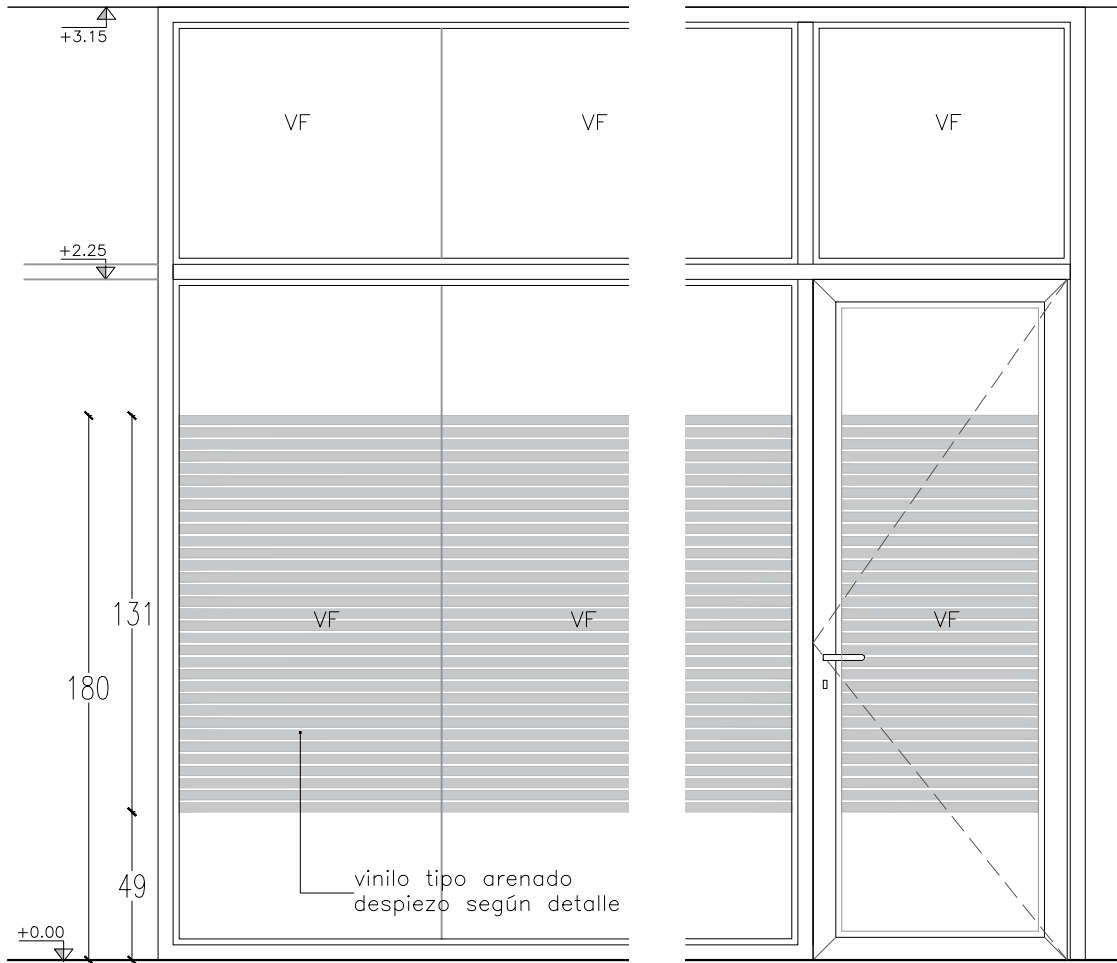 +3.15
VF VF VF
+2.25
131
VF VF VF
180
49
vinilo tipo arenado
despiezo según detalle
+0.00